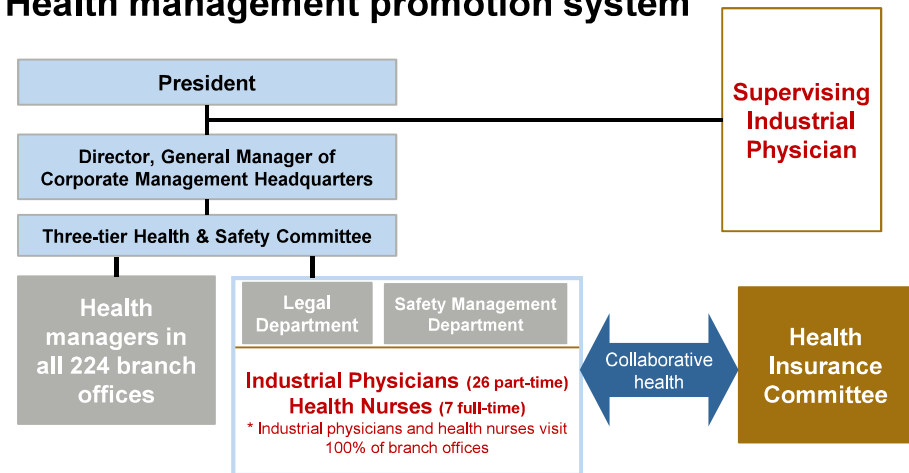 Health management promotion system
President
Supervising
Industrial
Physician
Director, General Manager of
Corporate Management Headquarters
Three-tier Health & Safety Committee
Health
managers in
all 224 branch
offices
Legal
Department
Safety Management
Department
Industrial Physicians (26 part-time)
Health Nurses (7 full-time)
* Industrial physicians and health nurses visit
100% of branch offices
Collaborative
health
Health
Insurance
Committee